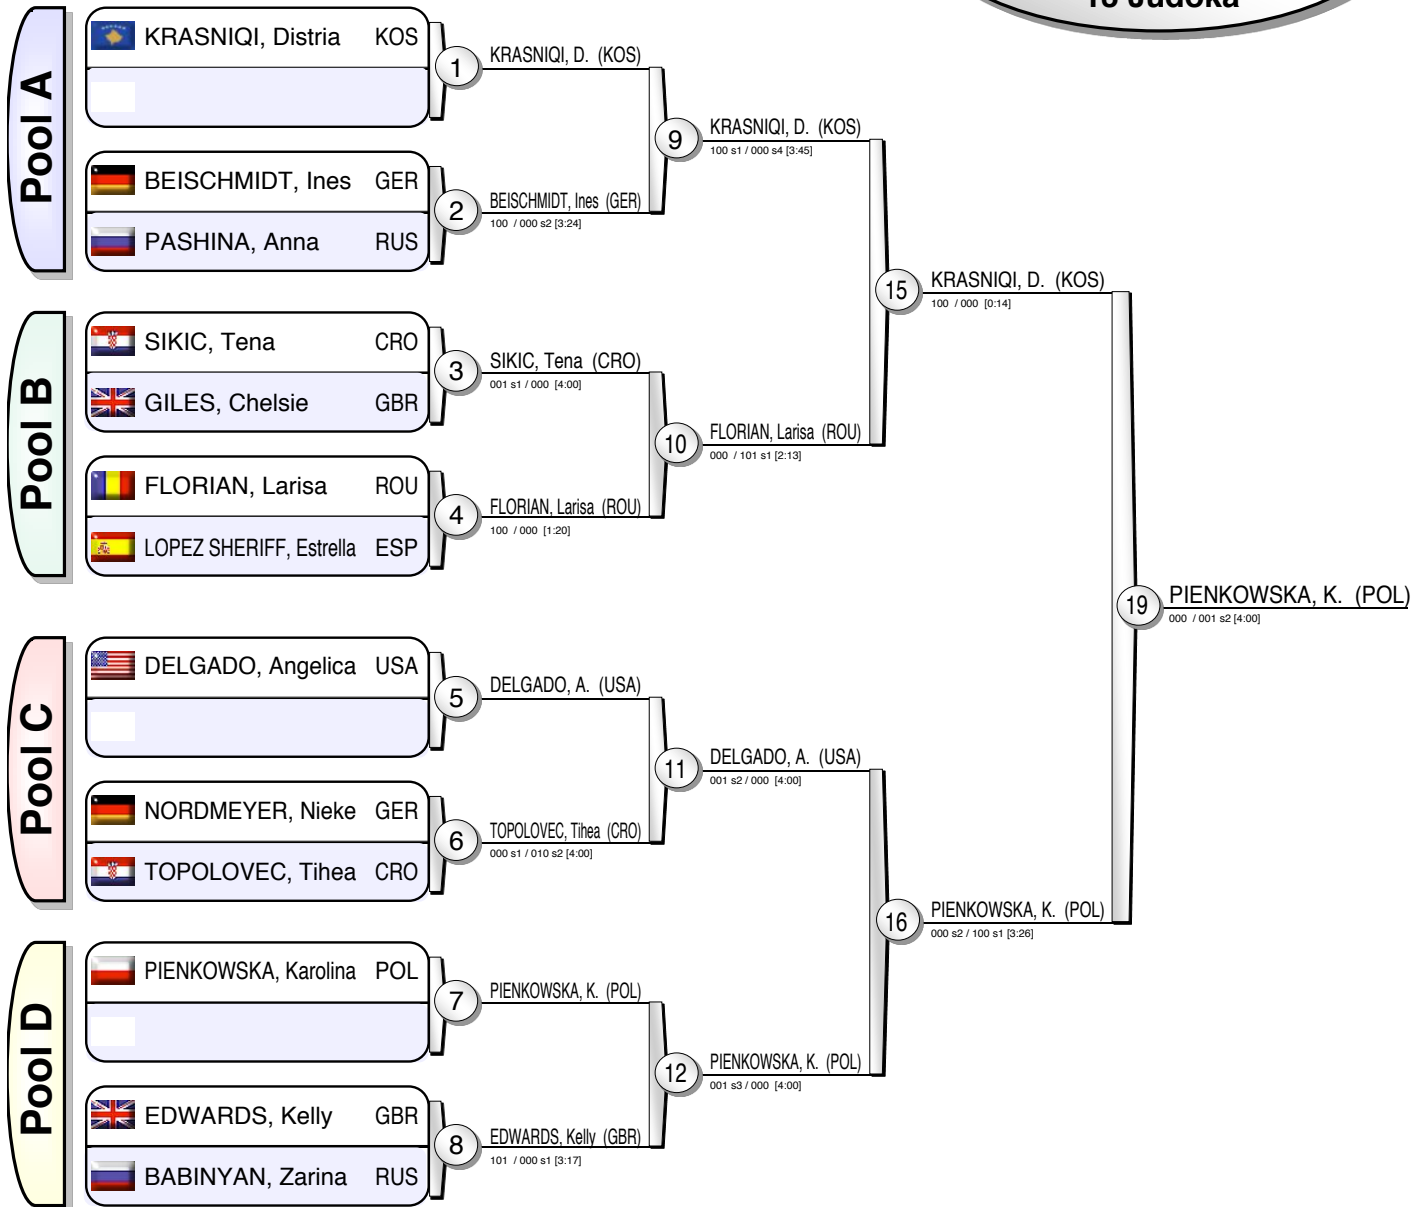 13 Judoka
Pool A
KRASNIQI, Distria KOS
BEISCHMIDT, Ines GER
PASHINA, Anna RUS
Pool B
SIKIC, Tena CRO
GILES, Chelsie GBR
FLORIAN, Larisa ROU
LOPEZ SHERIFF, Estrella ESP
Pool C
DELGADO, Angelica USA
NORDMEYER, Nieke GER
TOPOLOVEC, Tihea CRO
Pool D
PIENKOWSKA, Karolina POL
EDWARDS, Kelly GBR
BABINYAN, Zarina RUS
1
KRASNIQI, D. (KOS)
2
BEISCHMIDT, Ines (GER)
100 / 000 s2 [3:24]
3
SIKIC, Tena (CRO)
001 s1 / 000 [4:00]
4
FLORIAN, Larisa (ROU)
100 / 000 [1:20]
5
DELGADO, A. (USA)
6
TOPOLOVEC, Tihea (CRO)
000 s1 / 010 s2 [4:00]
7
PIENKOWSKA, K. (POL)
8
EDWARDS, Kelly (GBR)
101 / 000 s1 [3:17]
9
KRASNIQI, D. (KOS)
100 s1 / 000 s4 [3:45]
10
FLORIAN, Larisa (ROU)
000 / 101 s1 [2:13]
11
DELGADO, A. (USA)
001 s2 / 000 [4:00]
12
PIENKOWSKA, K. (POL)
001 s3 / 000 [4:00]
15
KRASNIQI, D. (KOS)
100 / 000 [0:14]
16
PIENKOWSKA, K. (POL)
000 s2 / 100 s1 [3:26]
19
PIENKOWSKA, K. (POL)
000 / 001 s2 [4:00]